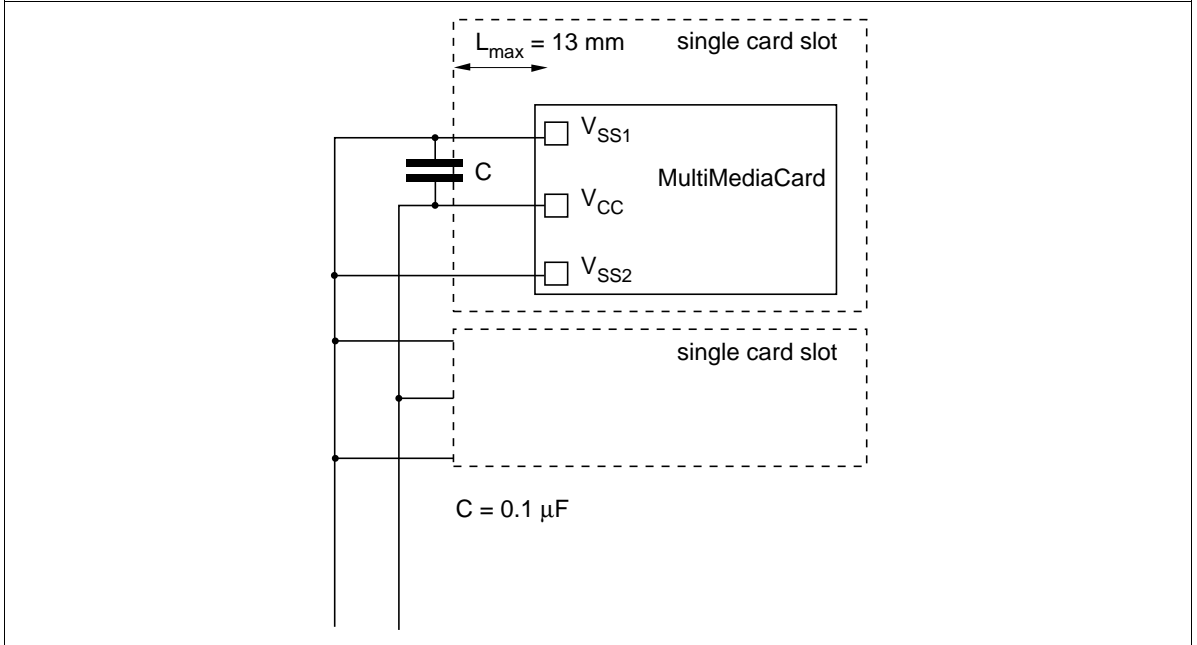 L_max = 13 mm single card slot
V_SS1
C
MultiMediaCard
V_CC
V_SS2
single card slot
C = 0.1 μF